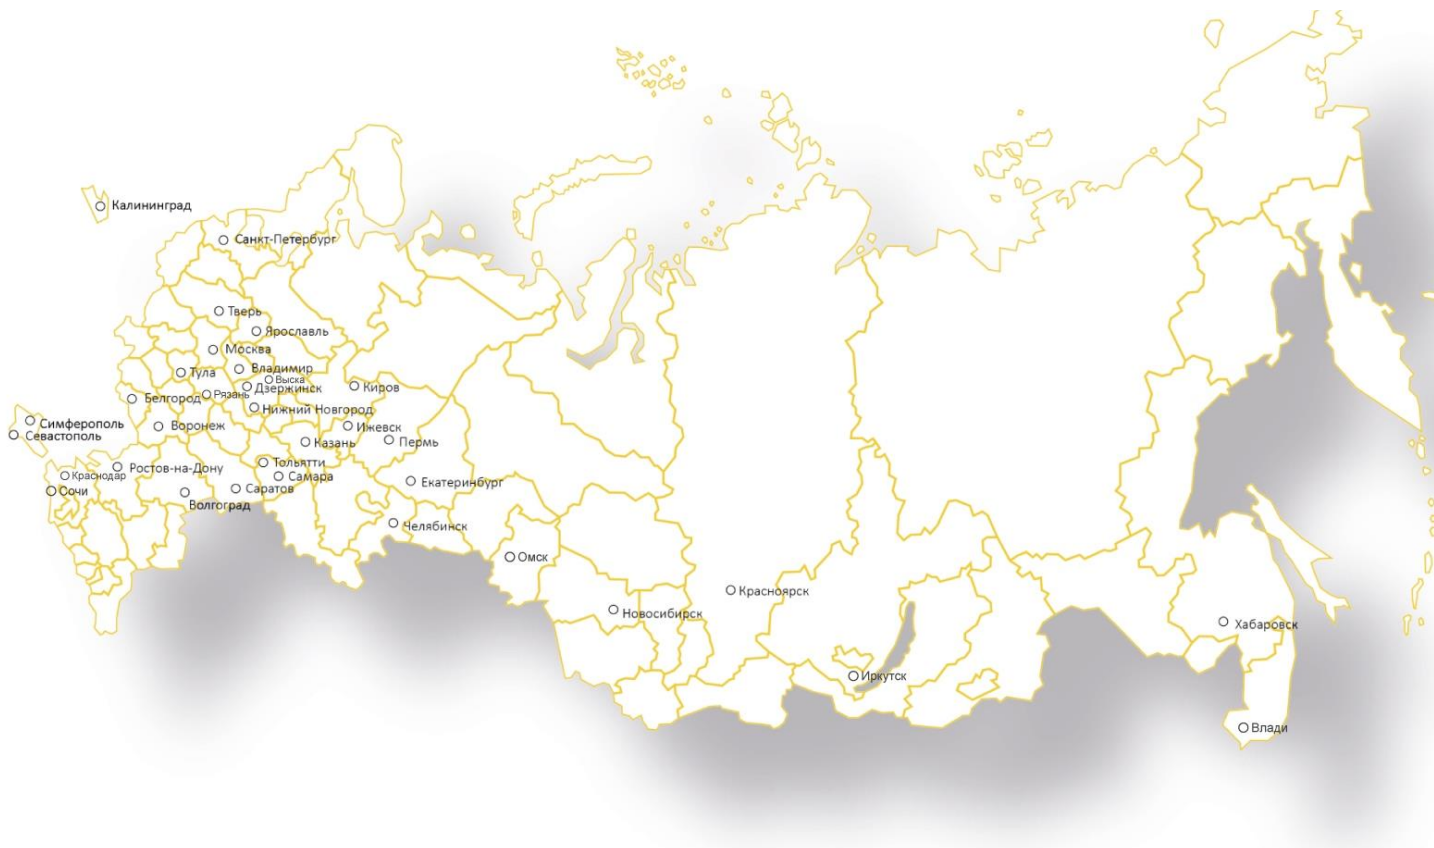 Калининград
Санкт-Петербург
Тверь
Ярославль
Москва
Владимир
Тула
Выска
Дзержинск
Киров
Рязань
Белгород
Нижний Новгород
Симферополь
Воронеж
Ижевск
Севастополь
Казань
Пермь
Ростов-на-Дону
Тольятти
Краснодар
Самара
Екатеринбург
Сочи
Саратов
Волгоград
Челябинск
Омск
Красноярск
Новосибирск
Хабаровск
Иркутск
Влади